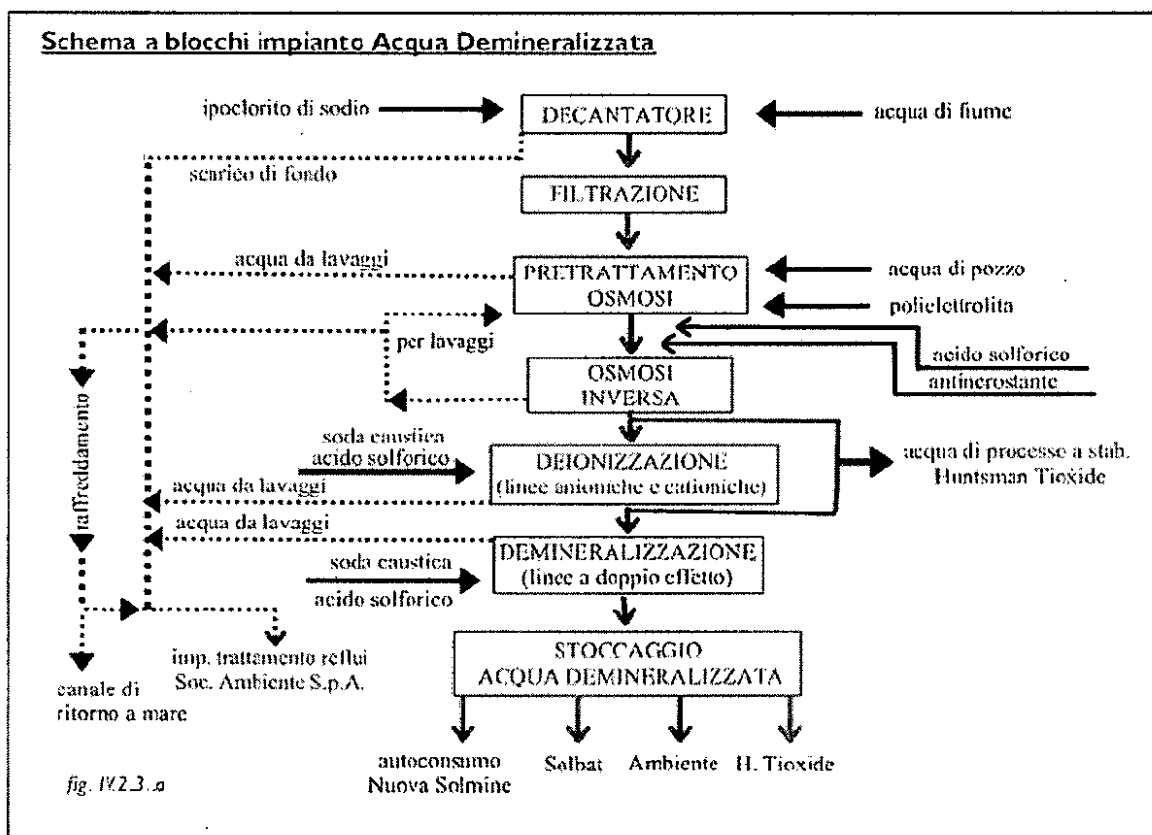 Schema a blocchi impianto Acqua Demineralizzata
ipoclorito di sodio
DECANTATORE
acqua di fiume
scarico di fondo
FILTRAZIONE
acqua da lavaggi
PRETRATTAMENTO
OSMOSI
acqua di pozzo
polielettrolita
per lavaggi
acido solforico
antincrostante
OSMOSI
INVERSA
raffreddamento
soda caustica
acido solforico
DEIONIZZAZIONE
(linee anioniche e cationiche)
acqua di processo a stab.
Huntsman Tioxide
acqua da lavaggi
acqua da lavaggi
DEMINERALIZZAZIONE
(linee a doppio effetto)
soda caustica
acido solforico
STOCCAGGIO
ACQUA DEMINERALIZZATA
imp. trattamento reflui
Soc. Ambiente S.p.A.
canale di
ritorno a mare
autoconsumo
Nuova Solmine
Solbat
Ambiente
H. Tioxide
fig. IV.2.3..a